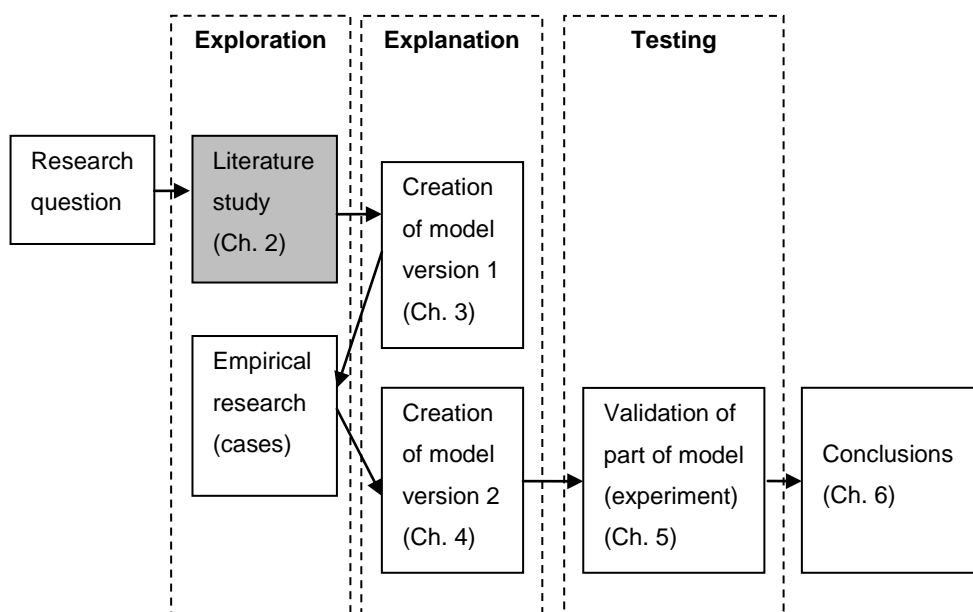 Exploration
Explanation
Testing
Research
question
Literature
study
(Ch. 2)
Creation
of model
version 1
(Ch. 3)
Empirical
research
(cases)
Creation
of model
version 2
(Ch. 4)
Validation of
part of model
(experiment)
(Ch. 5)
Conclusions
(Ch. 6)